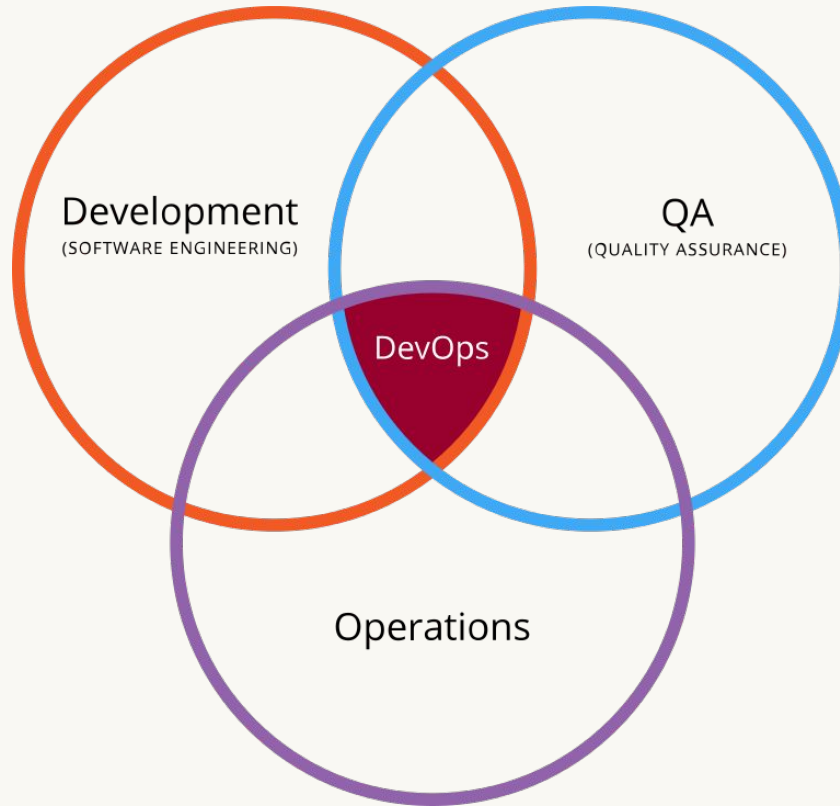 Development
(SOFTWARE ENGINEERING)
QA
(QUALITY ASSURANCE)
DevOps
Operations